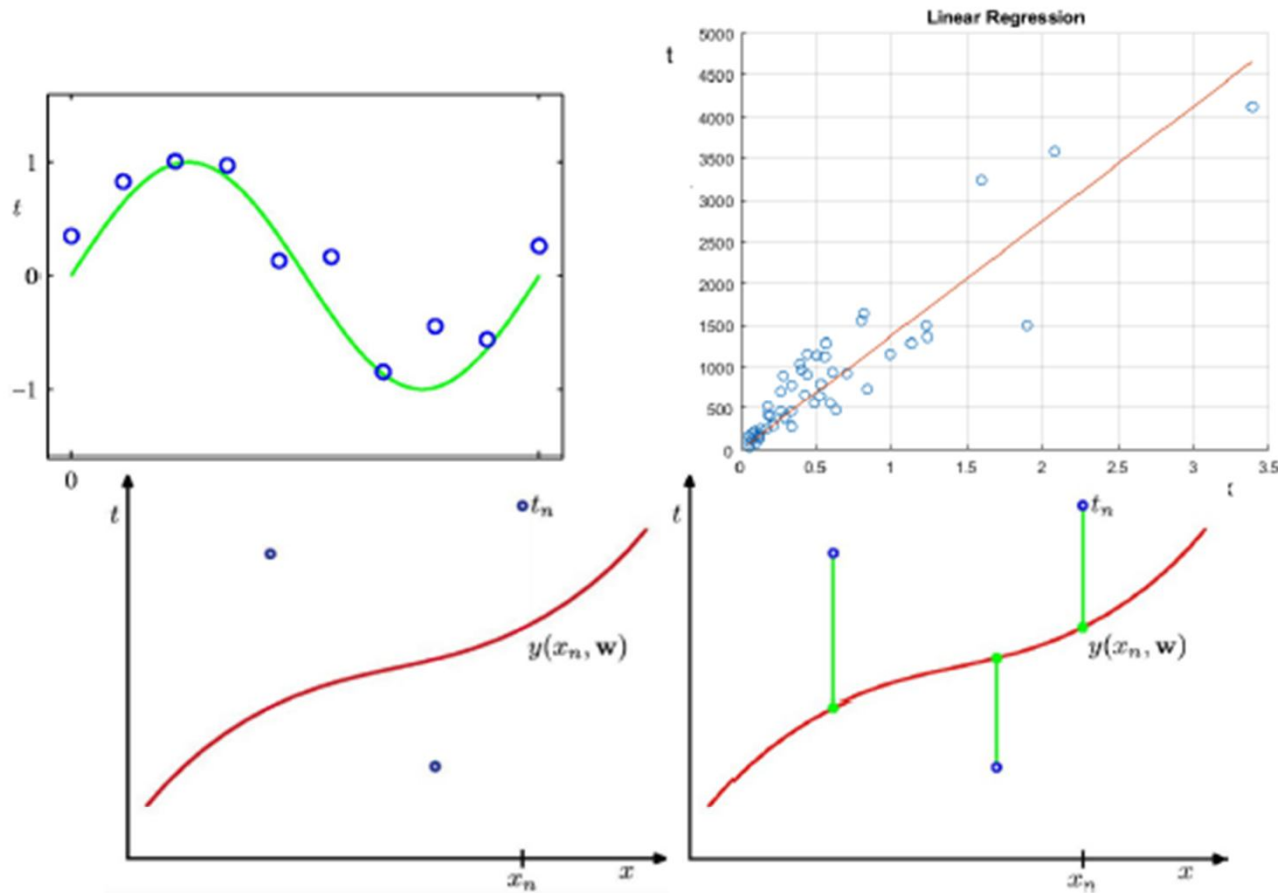 Linear Regression
t
5000
4500
4000
3500
3000
2500
2000
1500
1000
500
0
0 0.5 1 1.5 2 2.5 3 3.5
t
1
0
−1
0
t
tₙ
y(xₙ, w)
xₙ
x
t
tₙ
y(xₙ, w)
xₙ
x